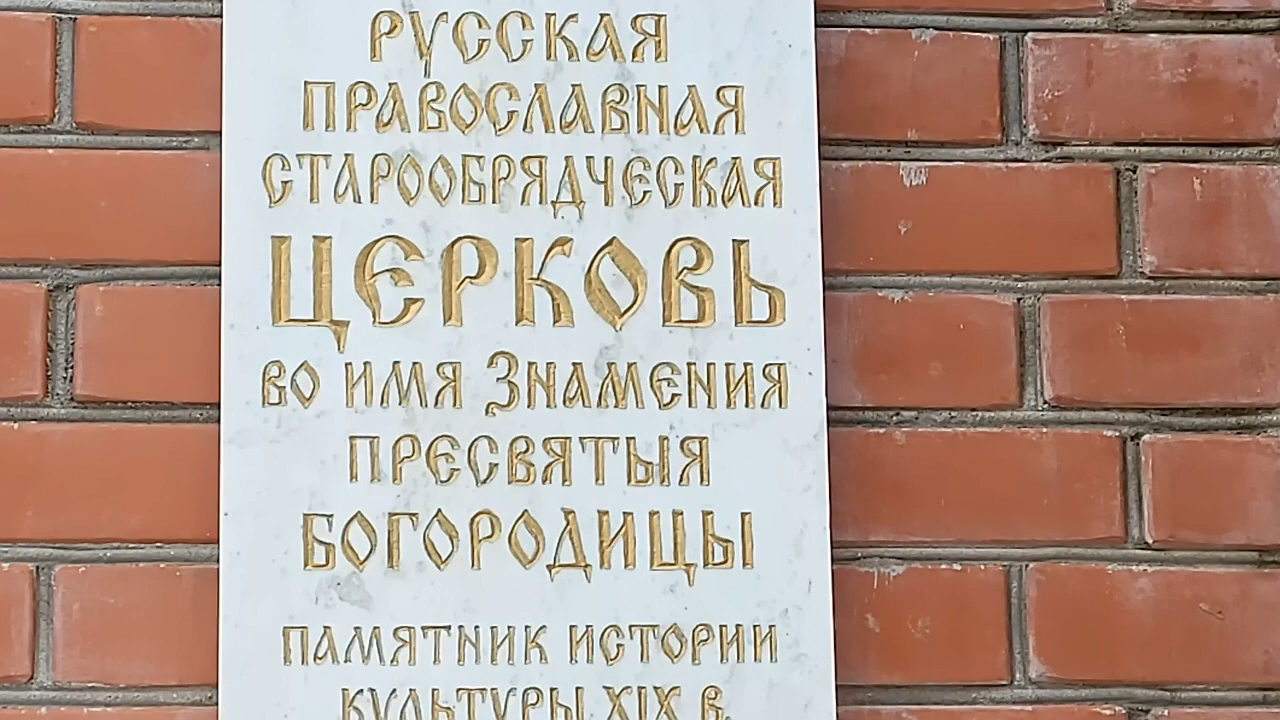 РУССКАЯ
ПРАВОСЛАВНАЯ
СТАРООБРЯДЧЕСКАЯ
ЦЕРКОВЬ
ВО ИМЯ ЗНАМЕНИЯ
ПРЕСВЯТЫЯ
БОГОРОДИЦЫ
ПАМЯТНИК ИСТОРИИ
КУЛЬТУРЫ XIX В.